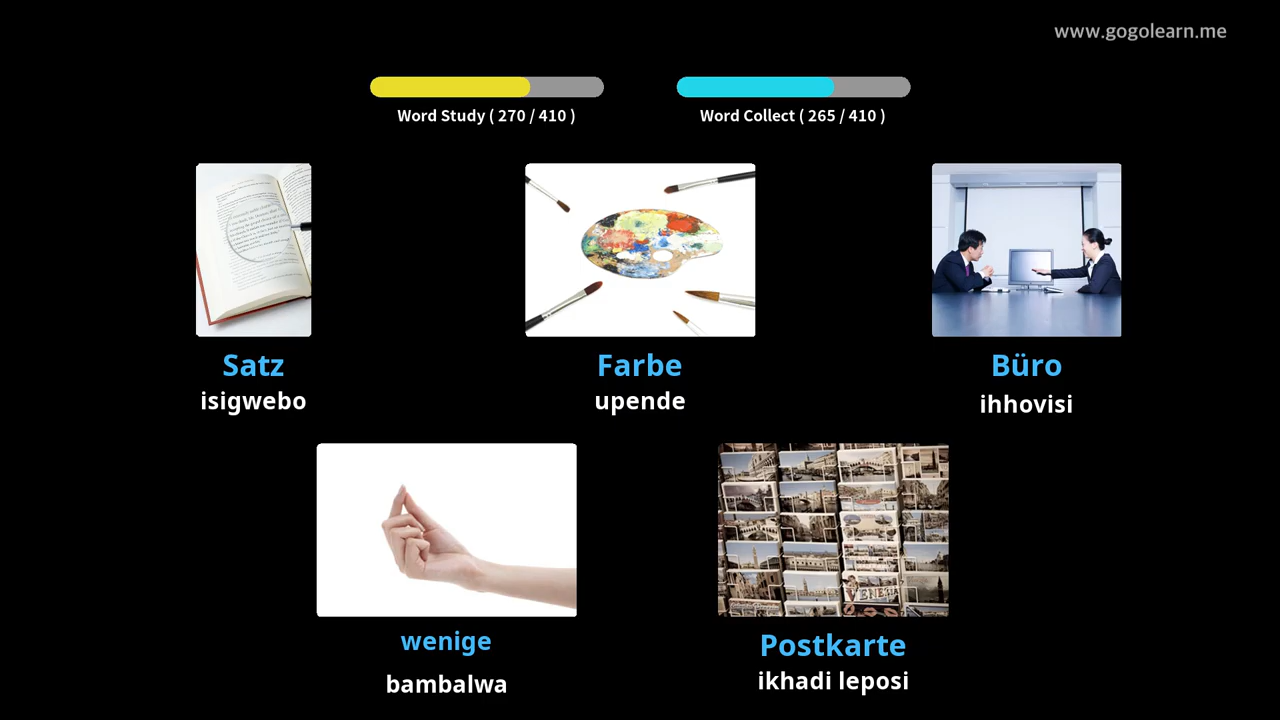 www.gogolearn.me
Word Study ( 270 / 410 )
Word Collect ( 265 / 410 )
Satz
isigwebo
Farbe
upende
Büro
ihhovisi
wenige
bambalwa
Postkarte
ikhadi leposi